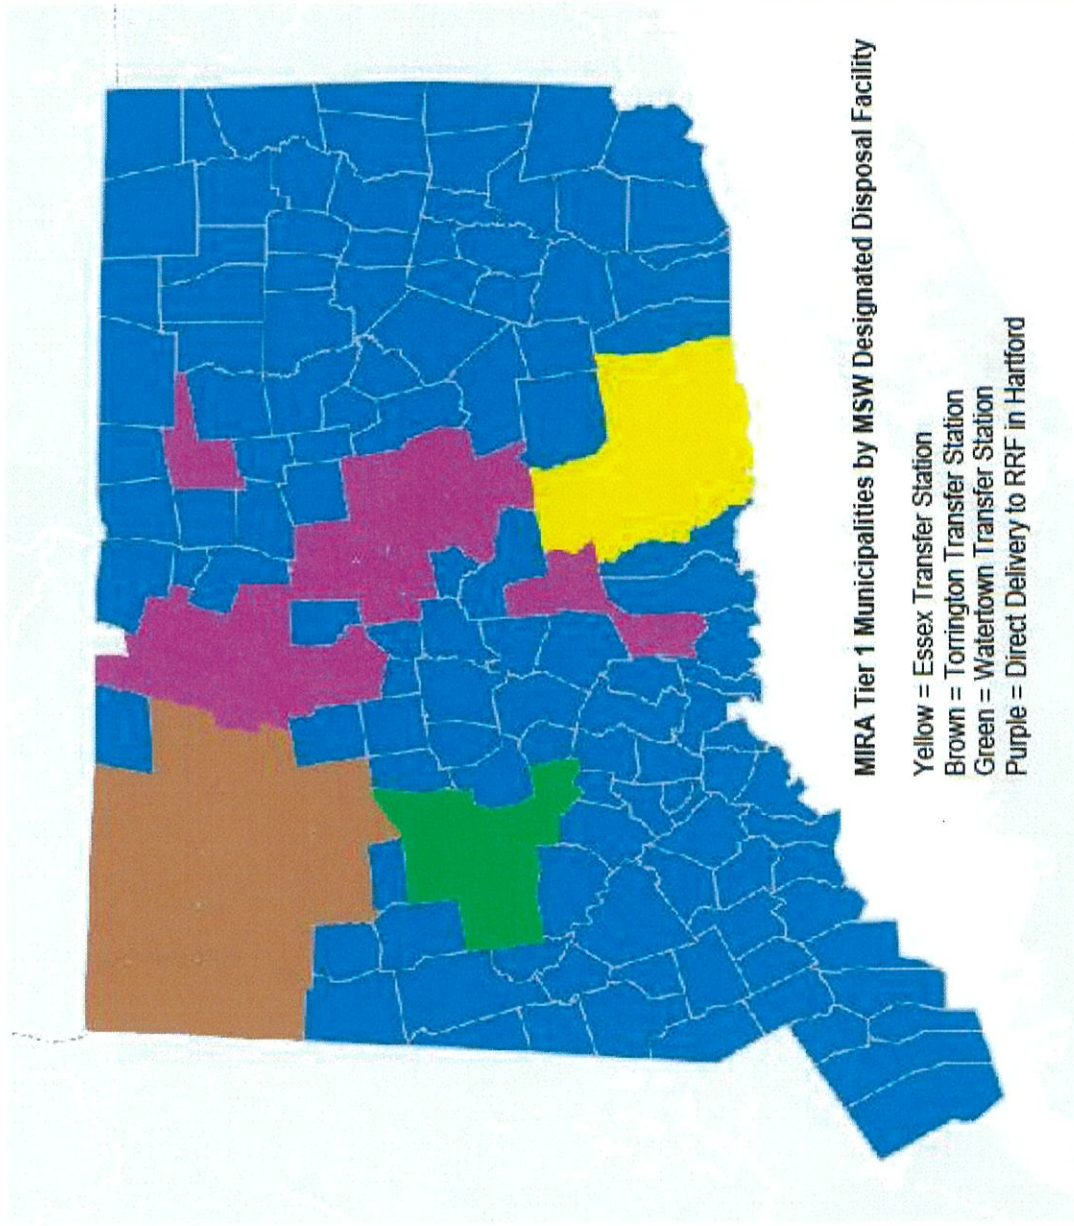 MIRA Tier 1 Municipalities by MSW Designated Disposal Facility
Yellow = Essex Transfer Station
Brown = Torrington Transfer Station
Green = Watertown Transfer Station
Purple = Direct Delivery to RRF in Hartford